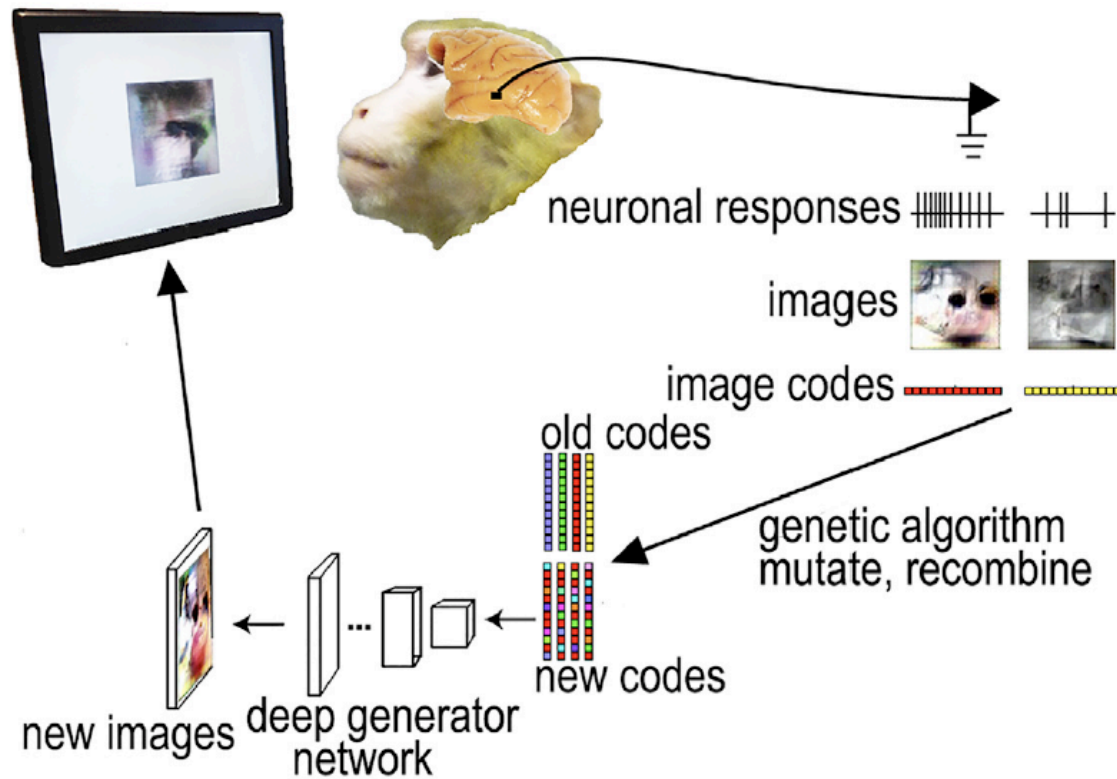 neuronal responses
images
image codes
old codes
genetic algorithm
mutate, recombine
new codes
deep generator
network
new images